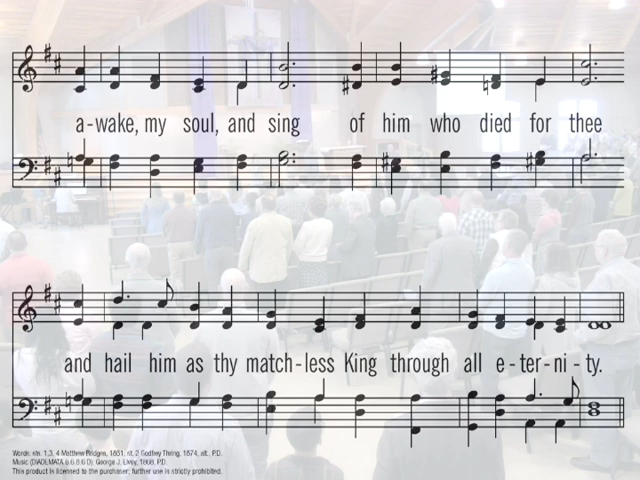 a-wake, my soul, and sing of him who died for thee
and hail him as thy match-less King through all e-ter-ni-ty.
Words: sts. 1,3, 4 Matthew Bridges, 1851, st. 2 Godfrey Thring, 1874, alt., P.D.
Music (DIADEMATA 6.6.8.6 D): George J. Elvey, 1868, P.D.
This product is licensed to the purchaser; further use is strictly prohibited.